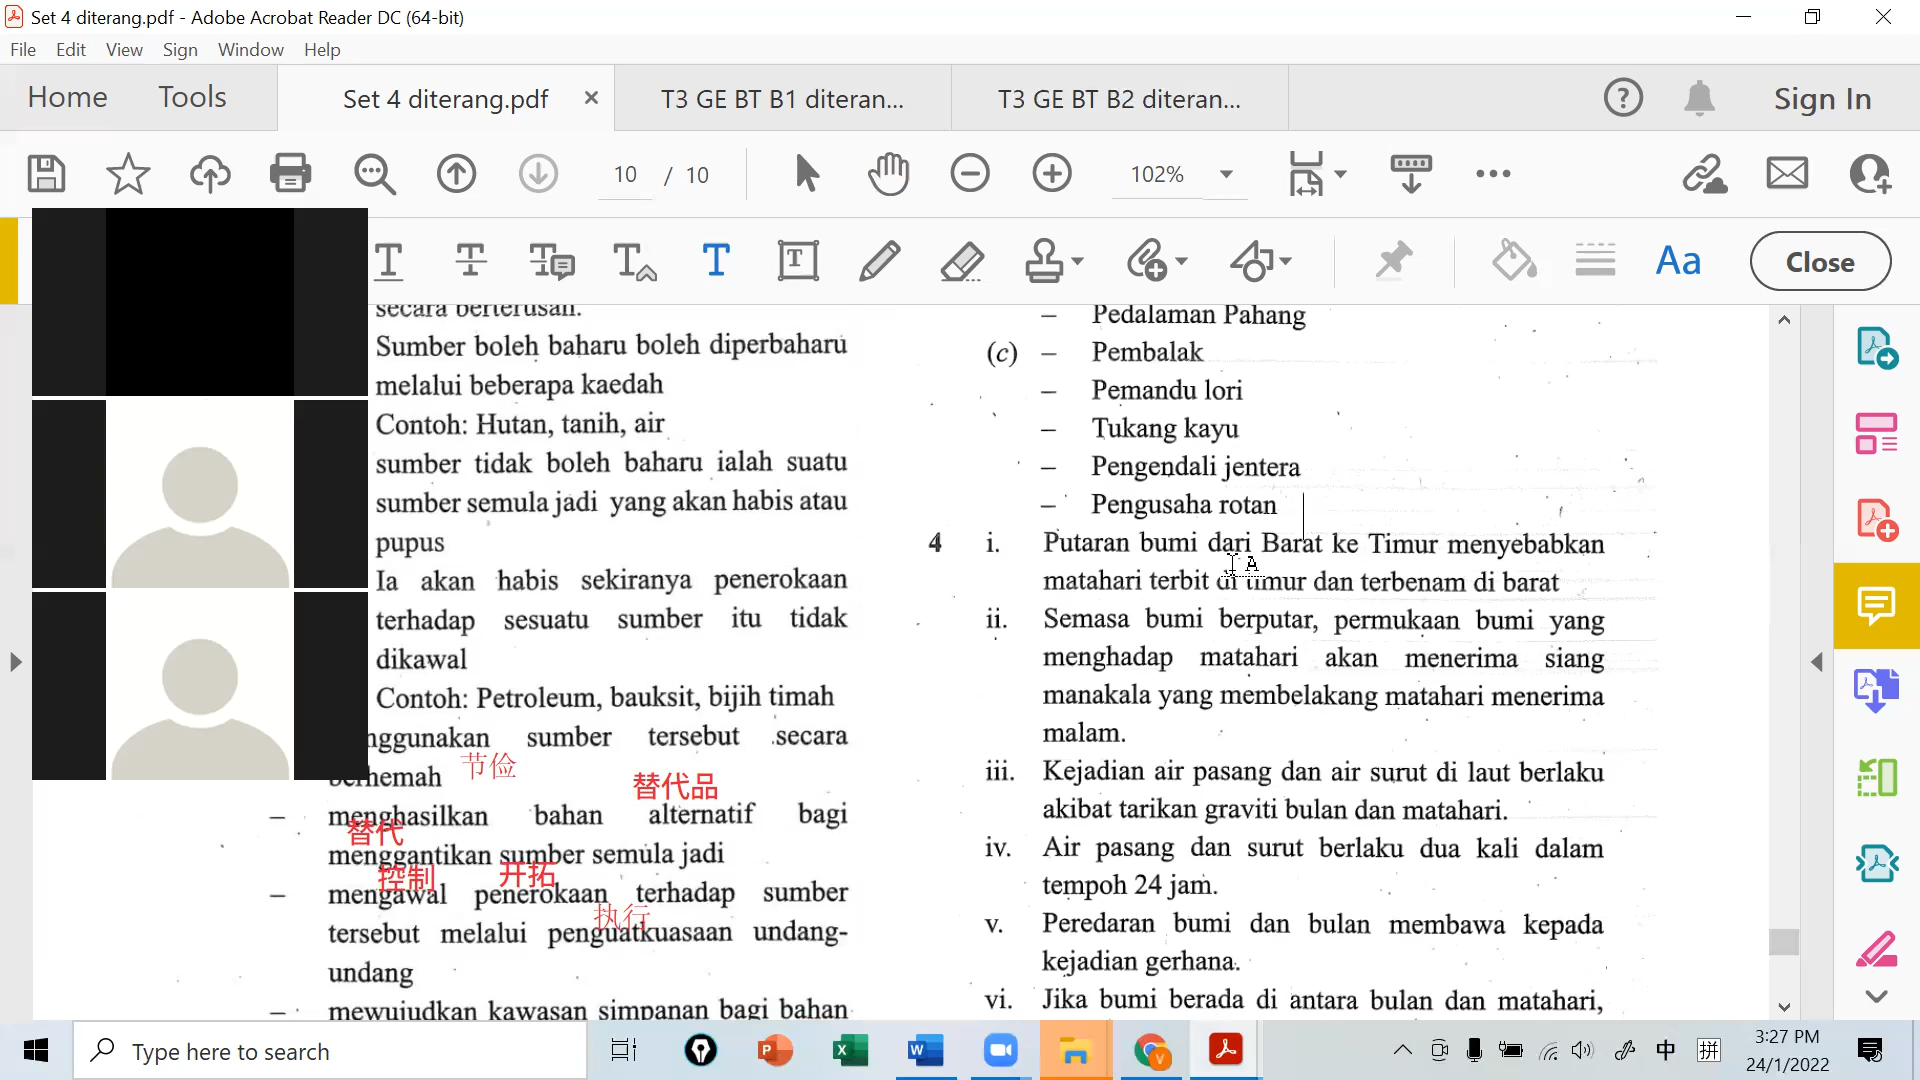 Set 4 diterang.pdf - Adobe Acrobat Reader DC (64-bit)
File Edit View Sign Window Help
Home Tools Set 4 diterang.pdf × T3 GE BT B1 diteran... T3 GE BT B2 diteran... Sign In
10 / 10 102%
Aa Close
secara berterusan.
Sumber boleh baharu boleh diperbaharu
melalui beberapa kaedah
Contoh: Hutan, tanih, air
sumber tidak boleh baharu ialah suatu
sumber semula jadi yang akan habis atau
pupus
Ia akan habis sekiranya penerokaan
terhadap sesuatu sumber itu tidak
dikawal
Contoh: Petroleum, bauksit, bijih timah
nggunakan sumber tersebut secara
节俭
berhemah
替代品
– menghasilkan bahan alternatif bagi
替代
menggantikan sumber semula jadi
控制 开拓
– mengawal penerokaan terhadap sumber
执行
tersebut melalui penguatkuasaan undang-
undang
– mewujudkan kawasan simpanan bagi bahan
– Pedalaman Pahang
(c) – Pembalak
– Pemandu lori
– Tukang kayu
– Pengendali jentera
– Pengusaha rotan
4 i. Putaran bumi dari Barat ke Timur menyebabkan
matahari terbit di timur dan terbenam di barat
ii. Semasa bumi berputar, permukaan bumi yang
menghadap matahari akan menerima siang
manakala yang membelakang matahari menerima
malam.
iii. Kejadian air pasang dan air surut di laut berlaku
akibat tarikan graviti bulan dan matahari.
iv. Air pasang dan surut berlaku dua kali dalam
tempoh 24 jam.
v. Peredaran bumi dan bulan membawa kepada
kejadian gerhana.
vi. Jika bumi berada di antara bulan dan matahari,
Type here to search
中 拼
3:27 PM
24/1/2022